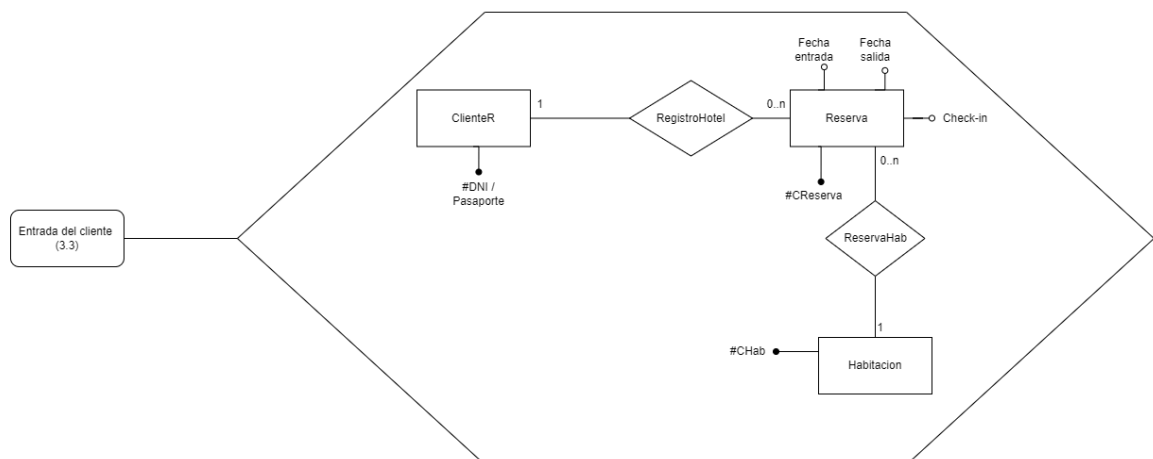 Fecha
entrada
Fecha
salida
ClienteR
1
RegistroHotel
0..n
Reserva
Check-in
#DNI /
Pasaporte
#CReserva
0..n
Entrada del cliente
(3.3)
ReservaHab
1
#CHab
Habitacion